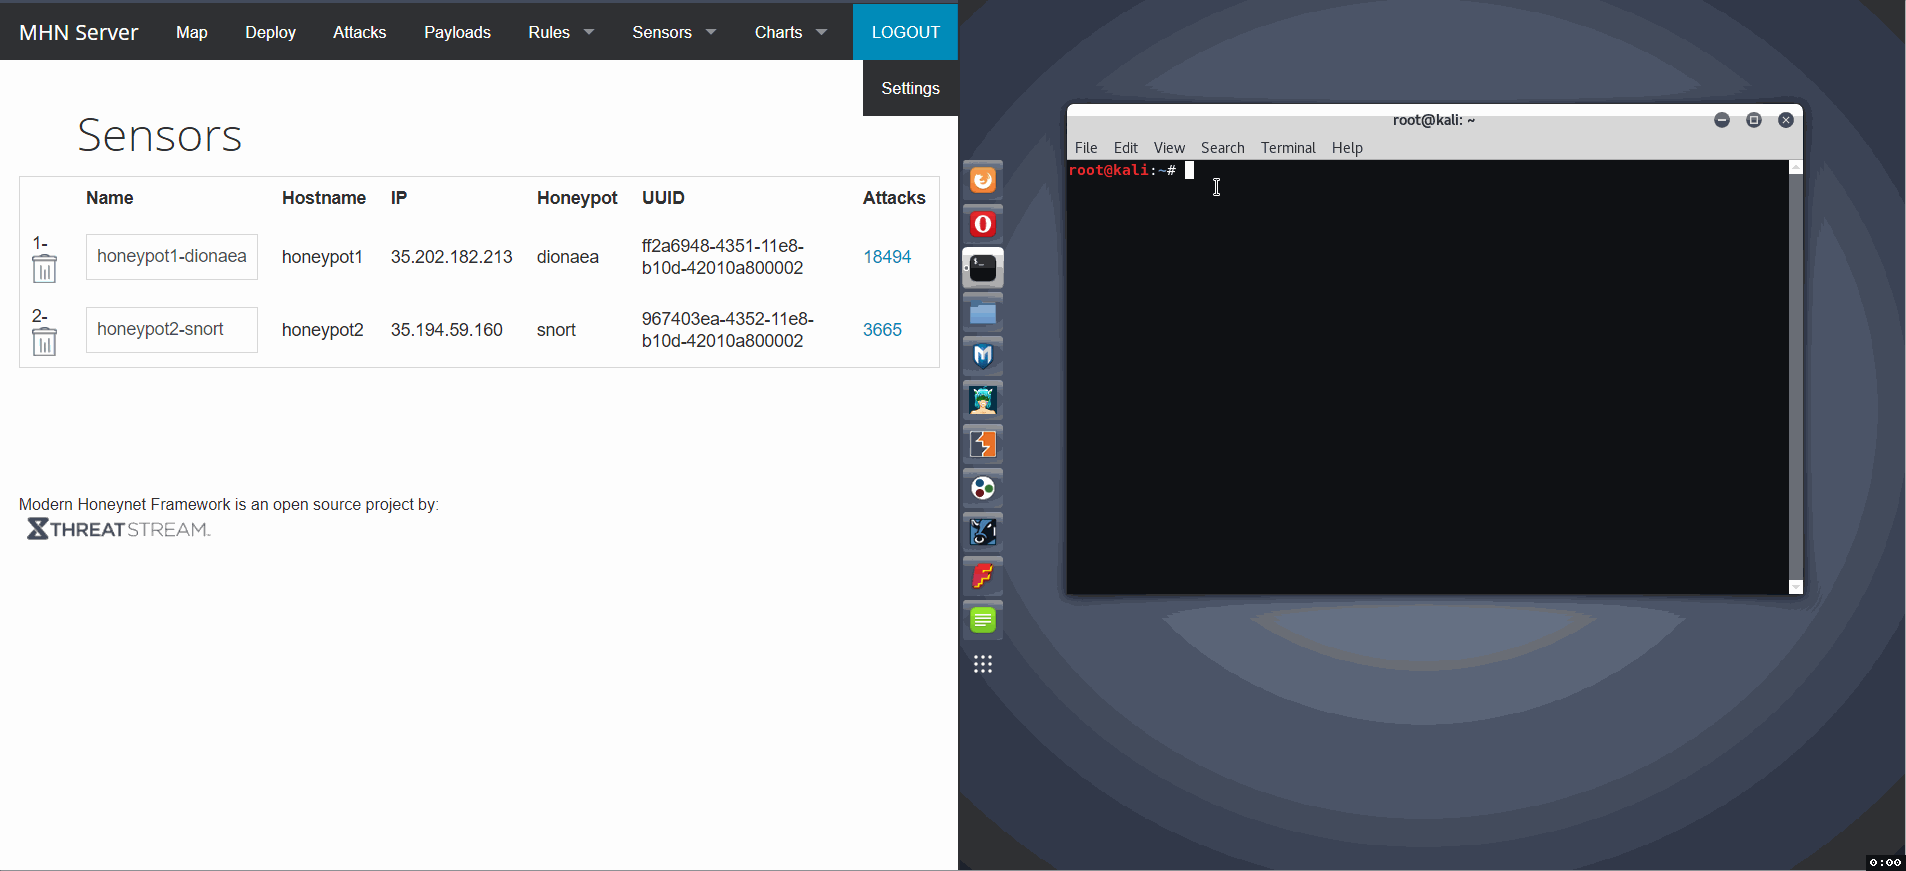 MHN Server Map Deploy Attacks Payloads Rules Sensors Charts LOGOUT
Settings
Sensors
Name Hostname IP Honeypot UUID Attacks
1-
honeypot1-dionaea honeypot1 35.202.182.213 dionaea ff2a6948-4351-11e8-
b10d-42010a800002 18494
2-
honeypot2-snort honeypot2 35.194.59.160 snort 967403ea-4352-11e8-
b10d-42010a800002 3665
Modern Honeynet Framework is an open source project by:
THREATSTREAM
root@kali: ~
File Edit View Search Terminal Help
root@kali:~#
0:00